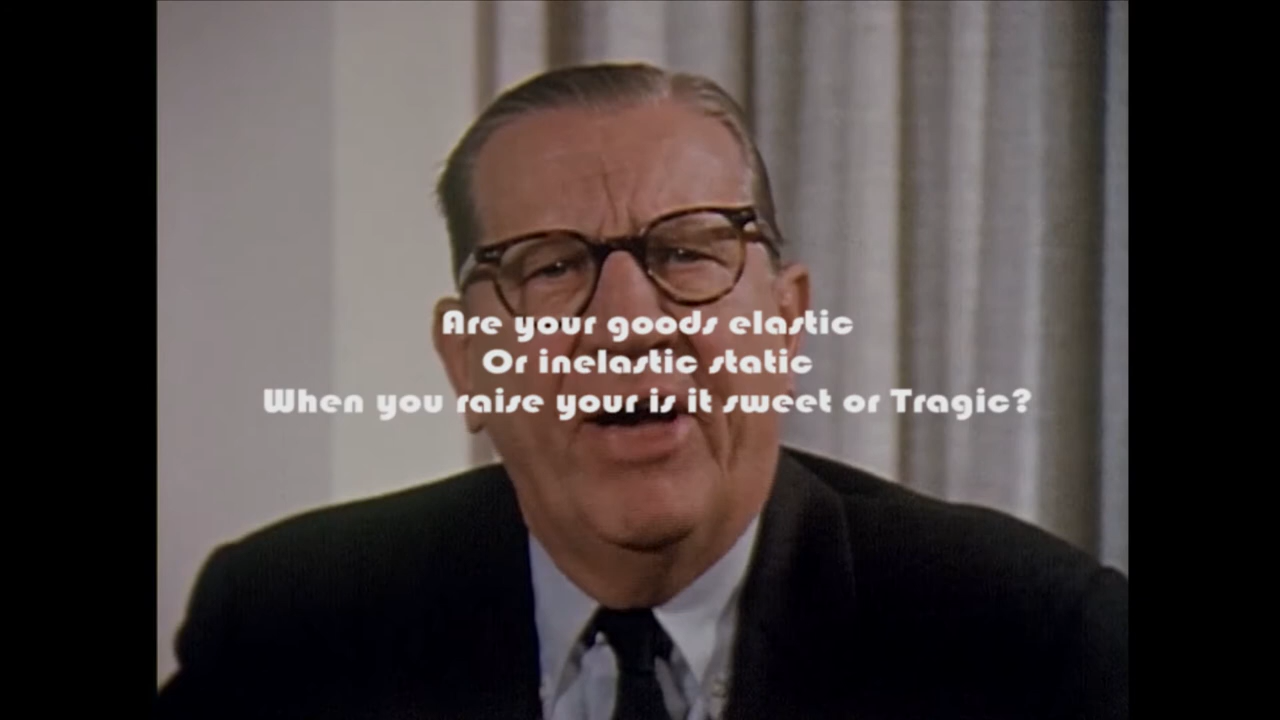 Are your goods elastic
Or inelastic static
When you raise your is it sweet or Tragic?